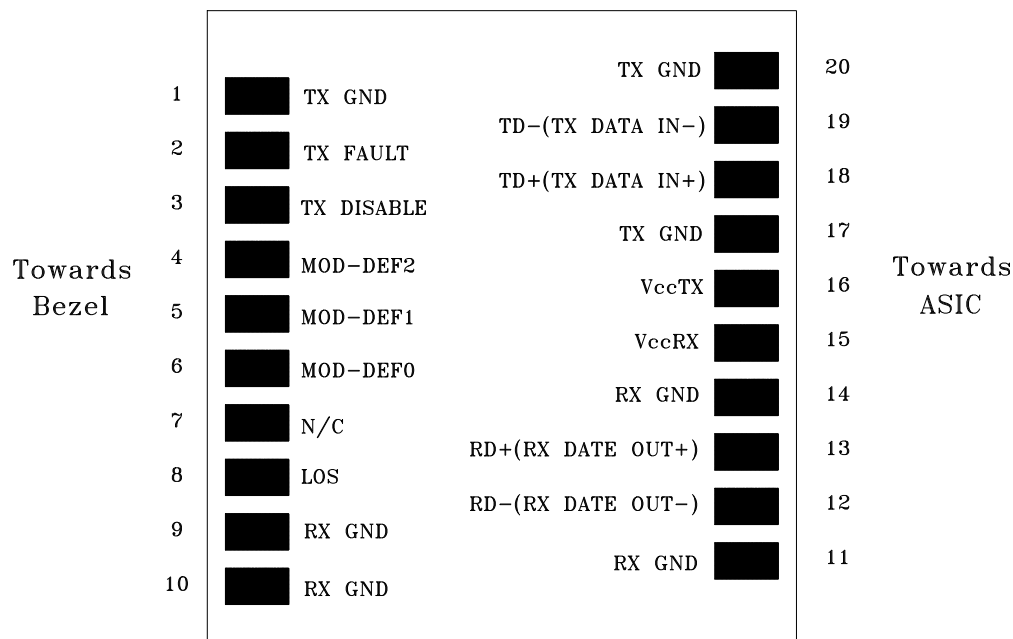 Towards
Bezel
1 TX GND
2 TX FAULT
3 TX DISABLE
4 MOD-DEF2
5 MOD-DEF1
6 MOD-DEF0
7 N/C
8 LOS
9 RX GND
10 RX GND
TX GND 20
TD-(TX DATA IN-) 19
TD+(TX DATA IN+) 18
TX GND 17
VccTX 16
VccRX 15
RX GND 14
RD+(RX DATE OUT+) 13
RD-(RX DATE OUT-) 12
RX GND 11
Towards
ASIC